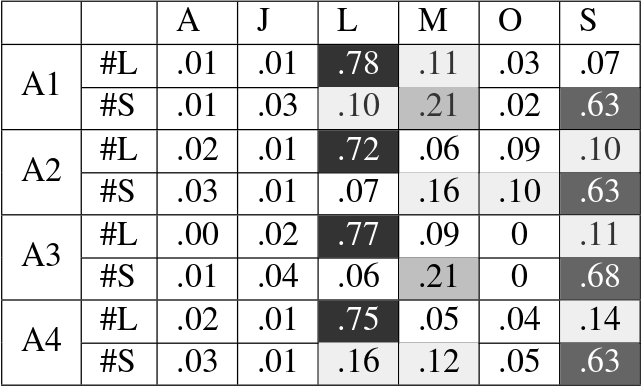 A J L M O S
A1 #L .01 .01 .78 .11 .03 .07
#S .01 .03 .10 .21 .02 .63
A2 #L .02 .01 .72 .06 .09 .10
#S .03 .01 .07 .16 .10 .63
A3 #L .00 .02 .77 .09 0 .11
#S .01 .04 .06 .21 0 .68
A4 #L .02 .01 .75 .05 .04 .14
#S .03 .01 .16 .12 .05 .63